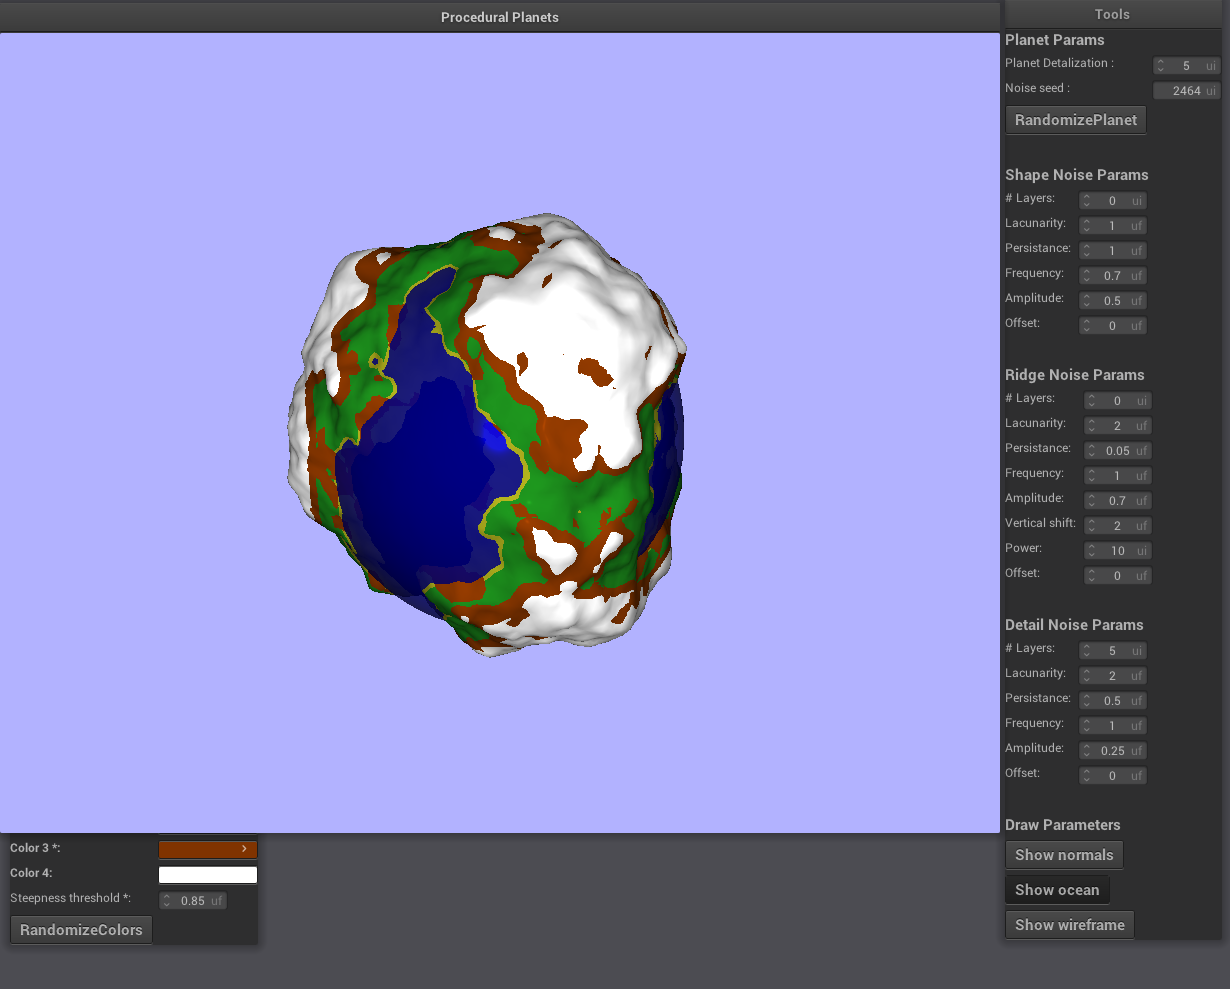 Procedural Planets
Tools
Planet Params
Planet Detalization : 5 ui
Noise seed : 2464 ui
RandomizePlanet
Shape Noise Params
# Layers: 0 ui
Lacunarity: 1 uf
Persistance: 1 uf
Frequency: 0.7 uf
Amplitude: 0.5 uf
Offset: 0 uf
Ridge Noise Params
# Layers: 0 ui
Lacunarity: 2 uf
Persistance: 0.05 uf
Frequency: 1 uf
Amplitude: 0.7 uf
Vertical shift: 2 uf
Power: 10 ui
Offset: 0 uf
Detail Noise Params
# Layers: 5 ui
Lacunarity: 2 uf
Persistance: 0.5 uf
Frequency: 1 uf
Amplitude: 0.25 uf
Offset: 0 uf
Draw Parameters
Show normals
Show ocean
Show wireframe
Color 3 *:
Color 4:
Steepness threshold *: 0.85 uf
RandomizeColors